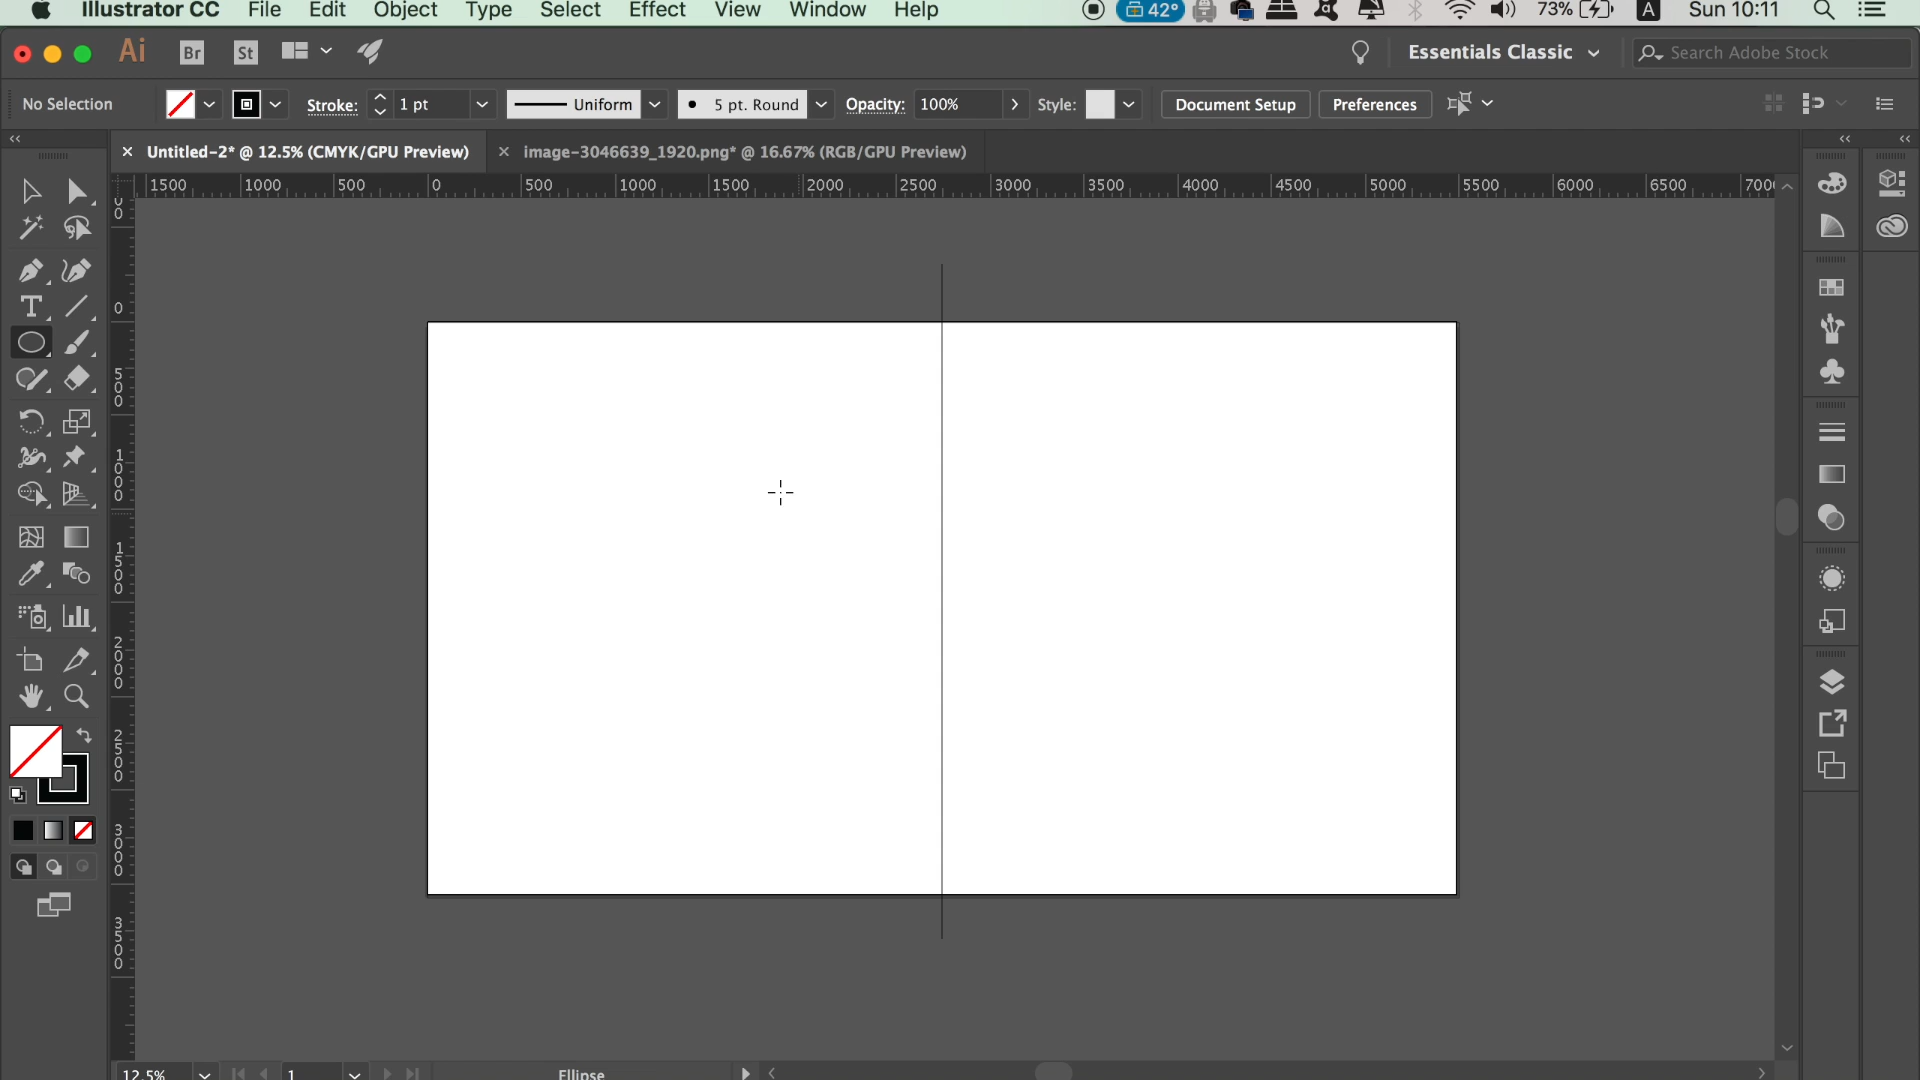 Illustrator CC File Edit Object Type Select Effect View Window Help 42° 73% A Sun 10:11
Ai Br St Essentials Classic Search Adobe Stock
No Selection Stroke: 1 pt Uniform 5 pt. Round Opacity: 100% Style: Document Setup Preferences
Untitled-2* @ 12.5% (CMYK/GPU Preview) image-3046639_1920.png* @ 16.67% (RGB/GPU Preview)
1500 1000 500 0 500 1000 1500 2000 2500 3000 3500 4000 4500 5000 5500 6000 6500 700
0
0
500
1000
1500
2000
2500
3000
3500
T
12.5% 1 Ellipse